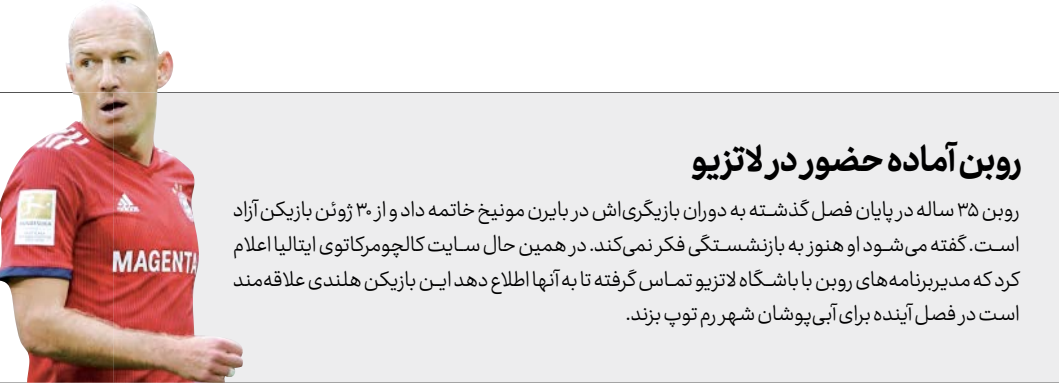 روبن آماده حضور در لاتزیو
روبن ۳۵ ساله در پایان فصل گذشته به دوران بازیگری‌اش در بایرن مونیخ خاتمه داد و از ۳۰ ژوئن بازیکن آزاد
است. گفته می‌شود او هنوز به بازنشستگی فکر نمی‌کند. در همین حال سایت کالچومرکاتوی ایتالیا اعلام
کرد که مدیربرنامه‌های روبن با باشگاه لاتزیو تماس گرفته تا به آنها اطلاع دهد این بازیکن هلندی علاقه‌مند
است در فصل آینده برای آبی‌پوشان شهر رم توپ بزند.
MAGENTA